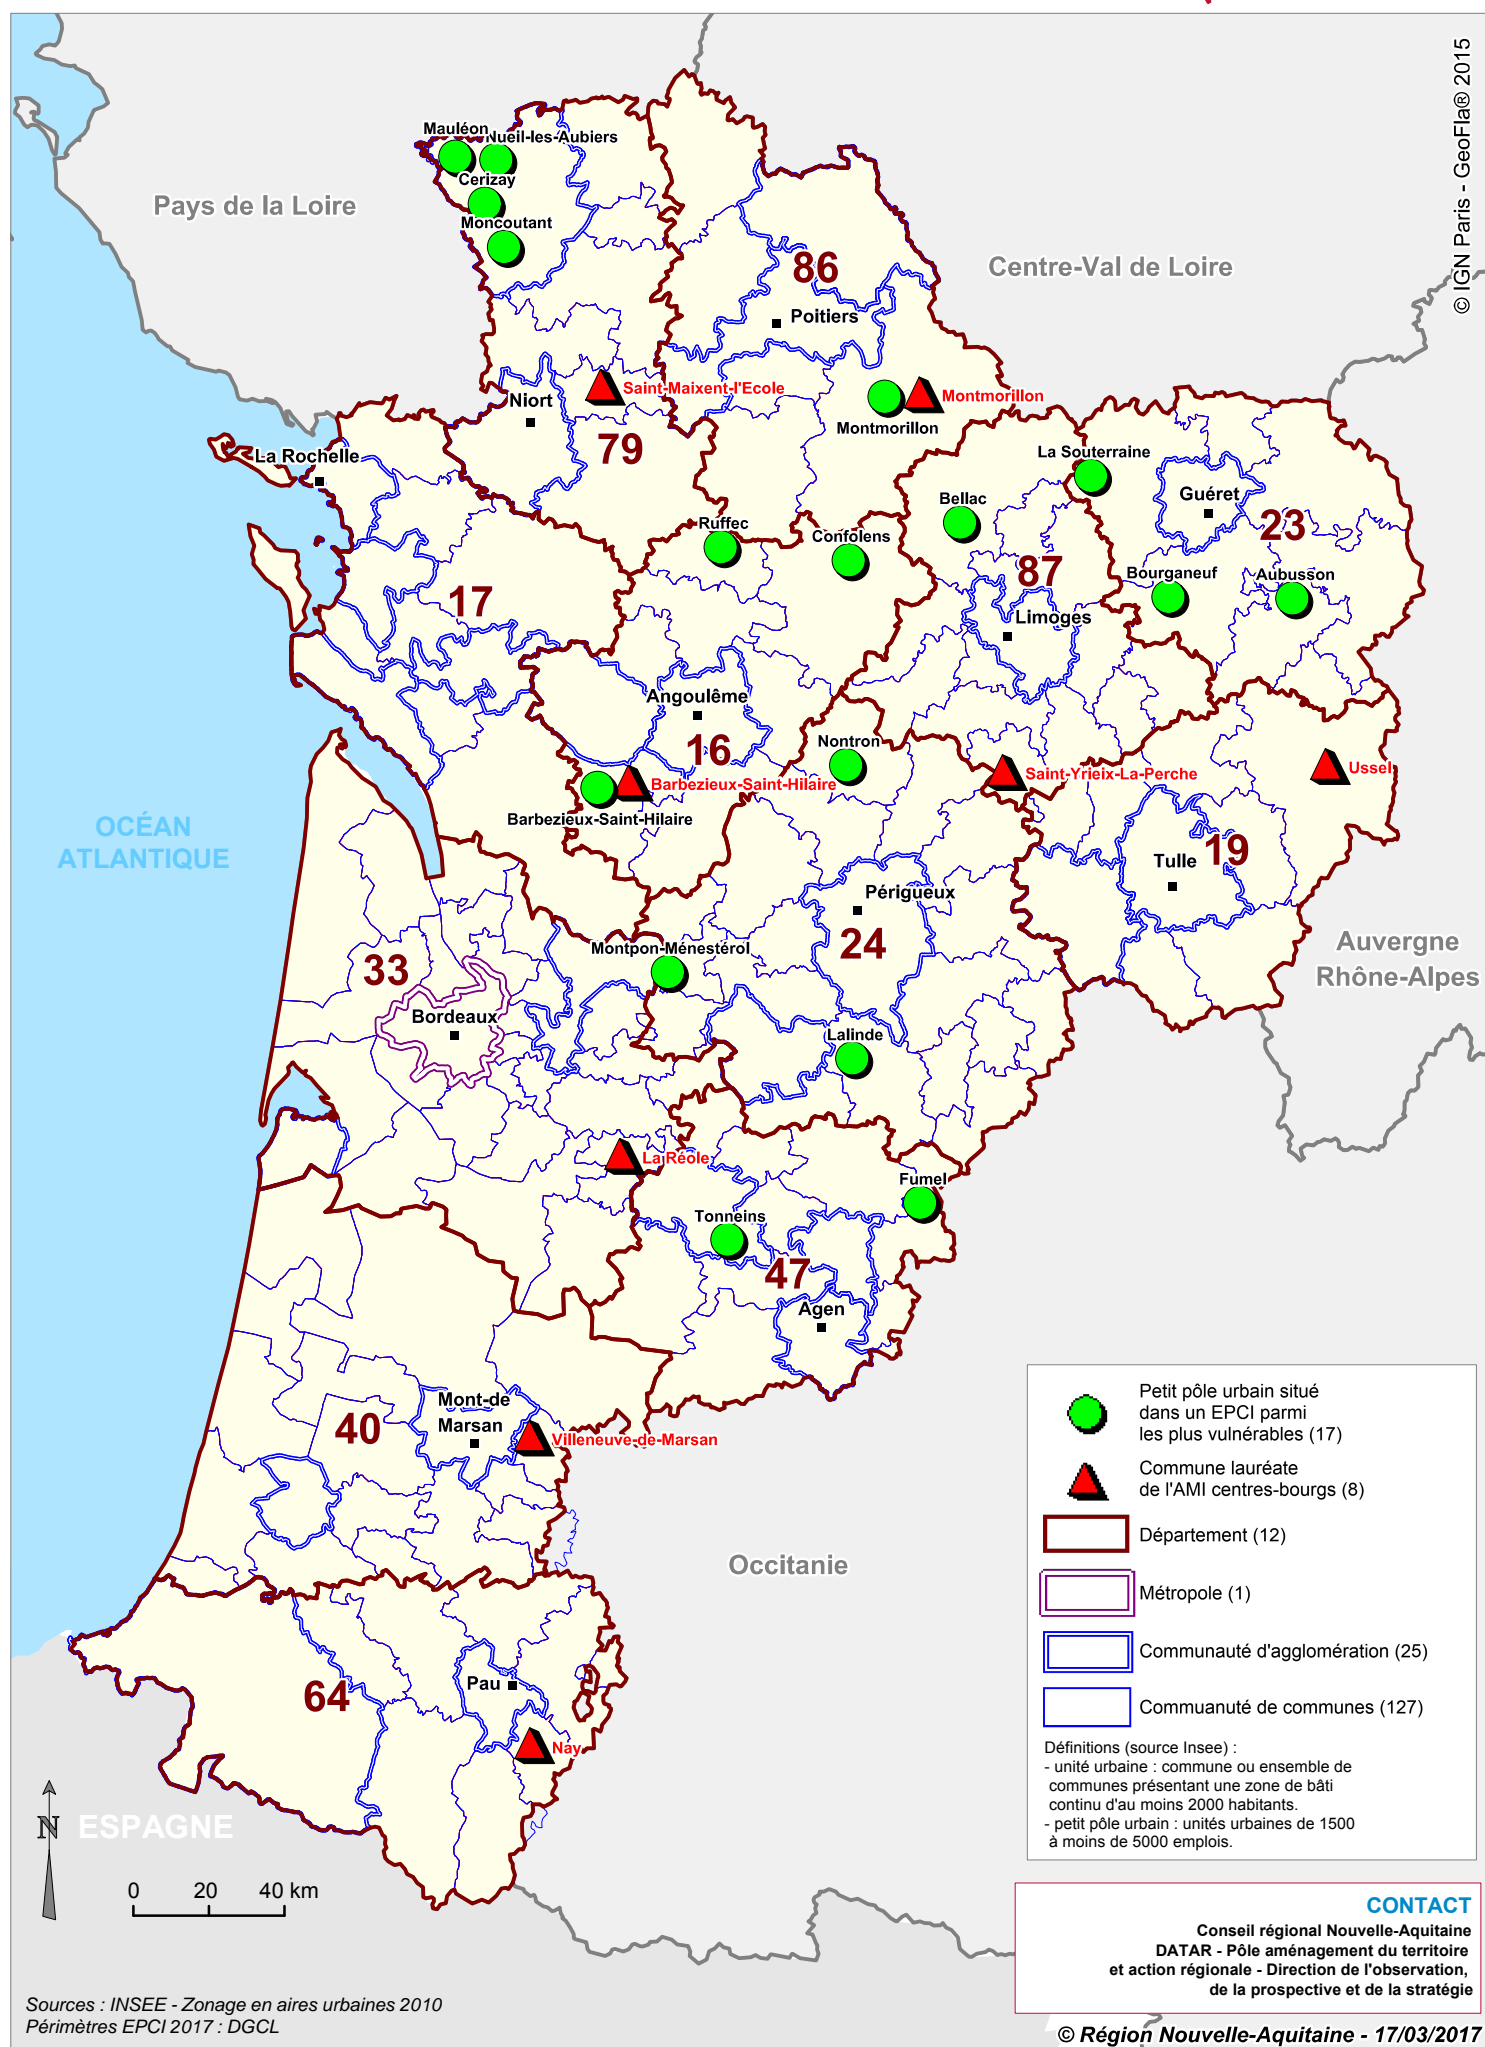 © IGN Paris - GeoFla® 2015
Mauléon
Nueil-les-Aubiers
Cerizay
Moncoutant
Pays de la Loire
86
Centre-Val de Loire
Poitiers
Saint-Maixent-l'Ecole
Montmorillon
Niort
Montmorillon
79
La Rochelle
La Souterraine
Guéret
Bellac
23
Ruffec
Confolens
87
Bourganeuf
Aubusson
17
Limoges
Angoulême
16
Nontron
Saint-Yrieix-La-Perche
Ussel
Barbezieux-Saint-Hilaire
Barbezieux-Saint-Hilaire
OCÉAN
ATLANTIQUE
19
Tulle
Périgueux
24
Montpon-Ménestérol
Auvergne
Rhône-Alpes
33
Bordeaux
Lalinde
La Réole
Fumel
Tonneins
47
Agen
Mont-de
Marsan
40
Villeneuve-de-Marsan
Occitanie
Pau
64
Nay
ESPAGNE
N
0 20 40 km
Petit pôle urbain situé
dans un EPCI parmi
les plus vulnérables (17)
Commune lauréate
de l'AMI centres-bourgs (8)
Département (12)
Métropole (1)
Communauté d'agglomération (25)
Commuanuté de communes (127)
Définitions (source Insee) :
- unité urbaine : commune ou ensemble de
communes présentant une zone de bâti
continu d'au moins 2000 habitants.
- petit pôle urbain : unités urbaines de 1500
à moins de 5000 emplois.
CONTACT
Conseil régional Nouvelle-Aquitaine
DATAR - Pôle aménagement du territoire
et action régionale - Direction de l'observation,
de la prospective et de la stratégie
Sources : INSEE - Zonage en aires urbaines 2010
Périmètres EPCI 2017 : DGCL
© Région Nouvelle-Aquitaine - 17/03/2017